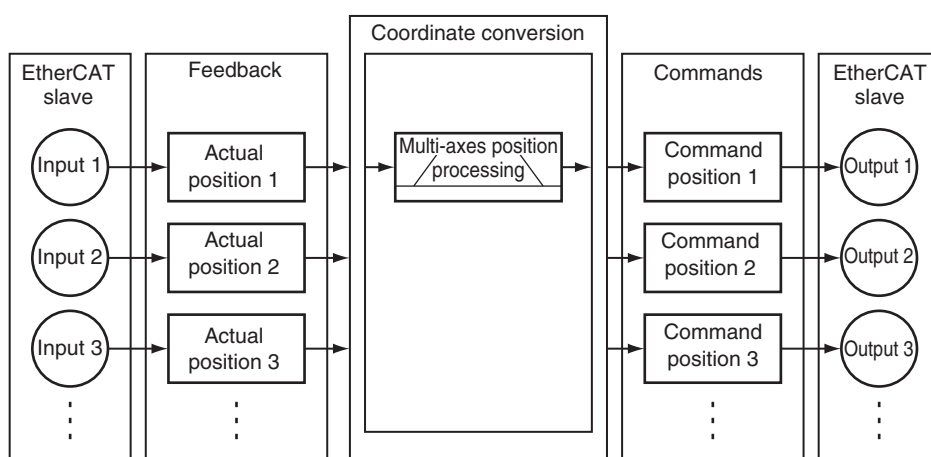 Coordinate conversion
EtherCAT
slave
Feedback
Commands
EtherCAT
slave
Input 1
Actual
position 1
Multi-axes position
processing
Command
position 1
Output 1
Input 2
Actual
position 2
Command
position 2
Output 2
Input 3
Actual
position 3
Command
position 3
Output 3